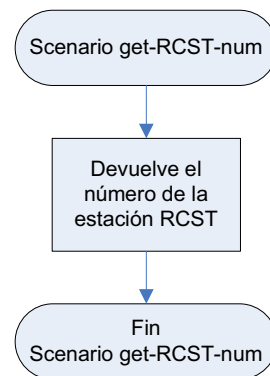 Scenario get-RCST-num
Devuelve el
número de la
estación RCST
Fin
Scenario get-RCST-num